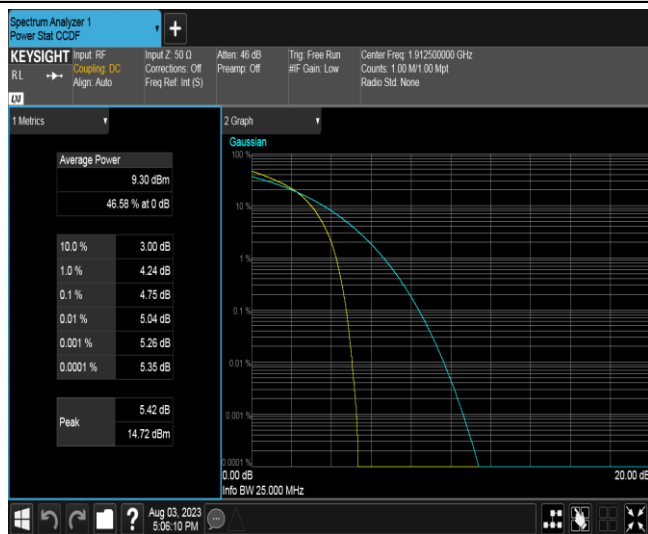 Spectrum Analyzer 1
Power Stat CCDF
+
KEYSIGHT
RL
LXI
Input: RF
Coupling: DC
Align: Auto
Input Z: 50 Ω
Corrections: Off
Freq Ref: Int (S)
Atten: 46 dB
Preamp: Off
Trig: Free Run
#IF Gain: Low
Center Freq: 1.912500000 GHz
Counts: 1.00 M/1.00 Mpt
Radio Std: None
1 Metrics
Average Power
9.30 dBm
46.58 % at 0 dB
10.0 % 3.00 dB
1.0 % 4.24 dB
0.1 % 4.75 dB
0.01 % 5.04 dB
0.001 % 5.26 dB
0.0001 % 5.35 dB
Peak
5.42 dB
14.72 dBm
2 Graph
Gaussian
100 %
10 %
1 %
0.1 %
0.01 %
0.001 %
0.0001 %
0.00 dB
20.00 dB
Info BW 25.000 MHz
?
Aug 03, 2023
5:06:10 PM